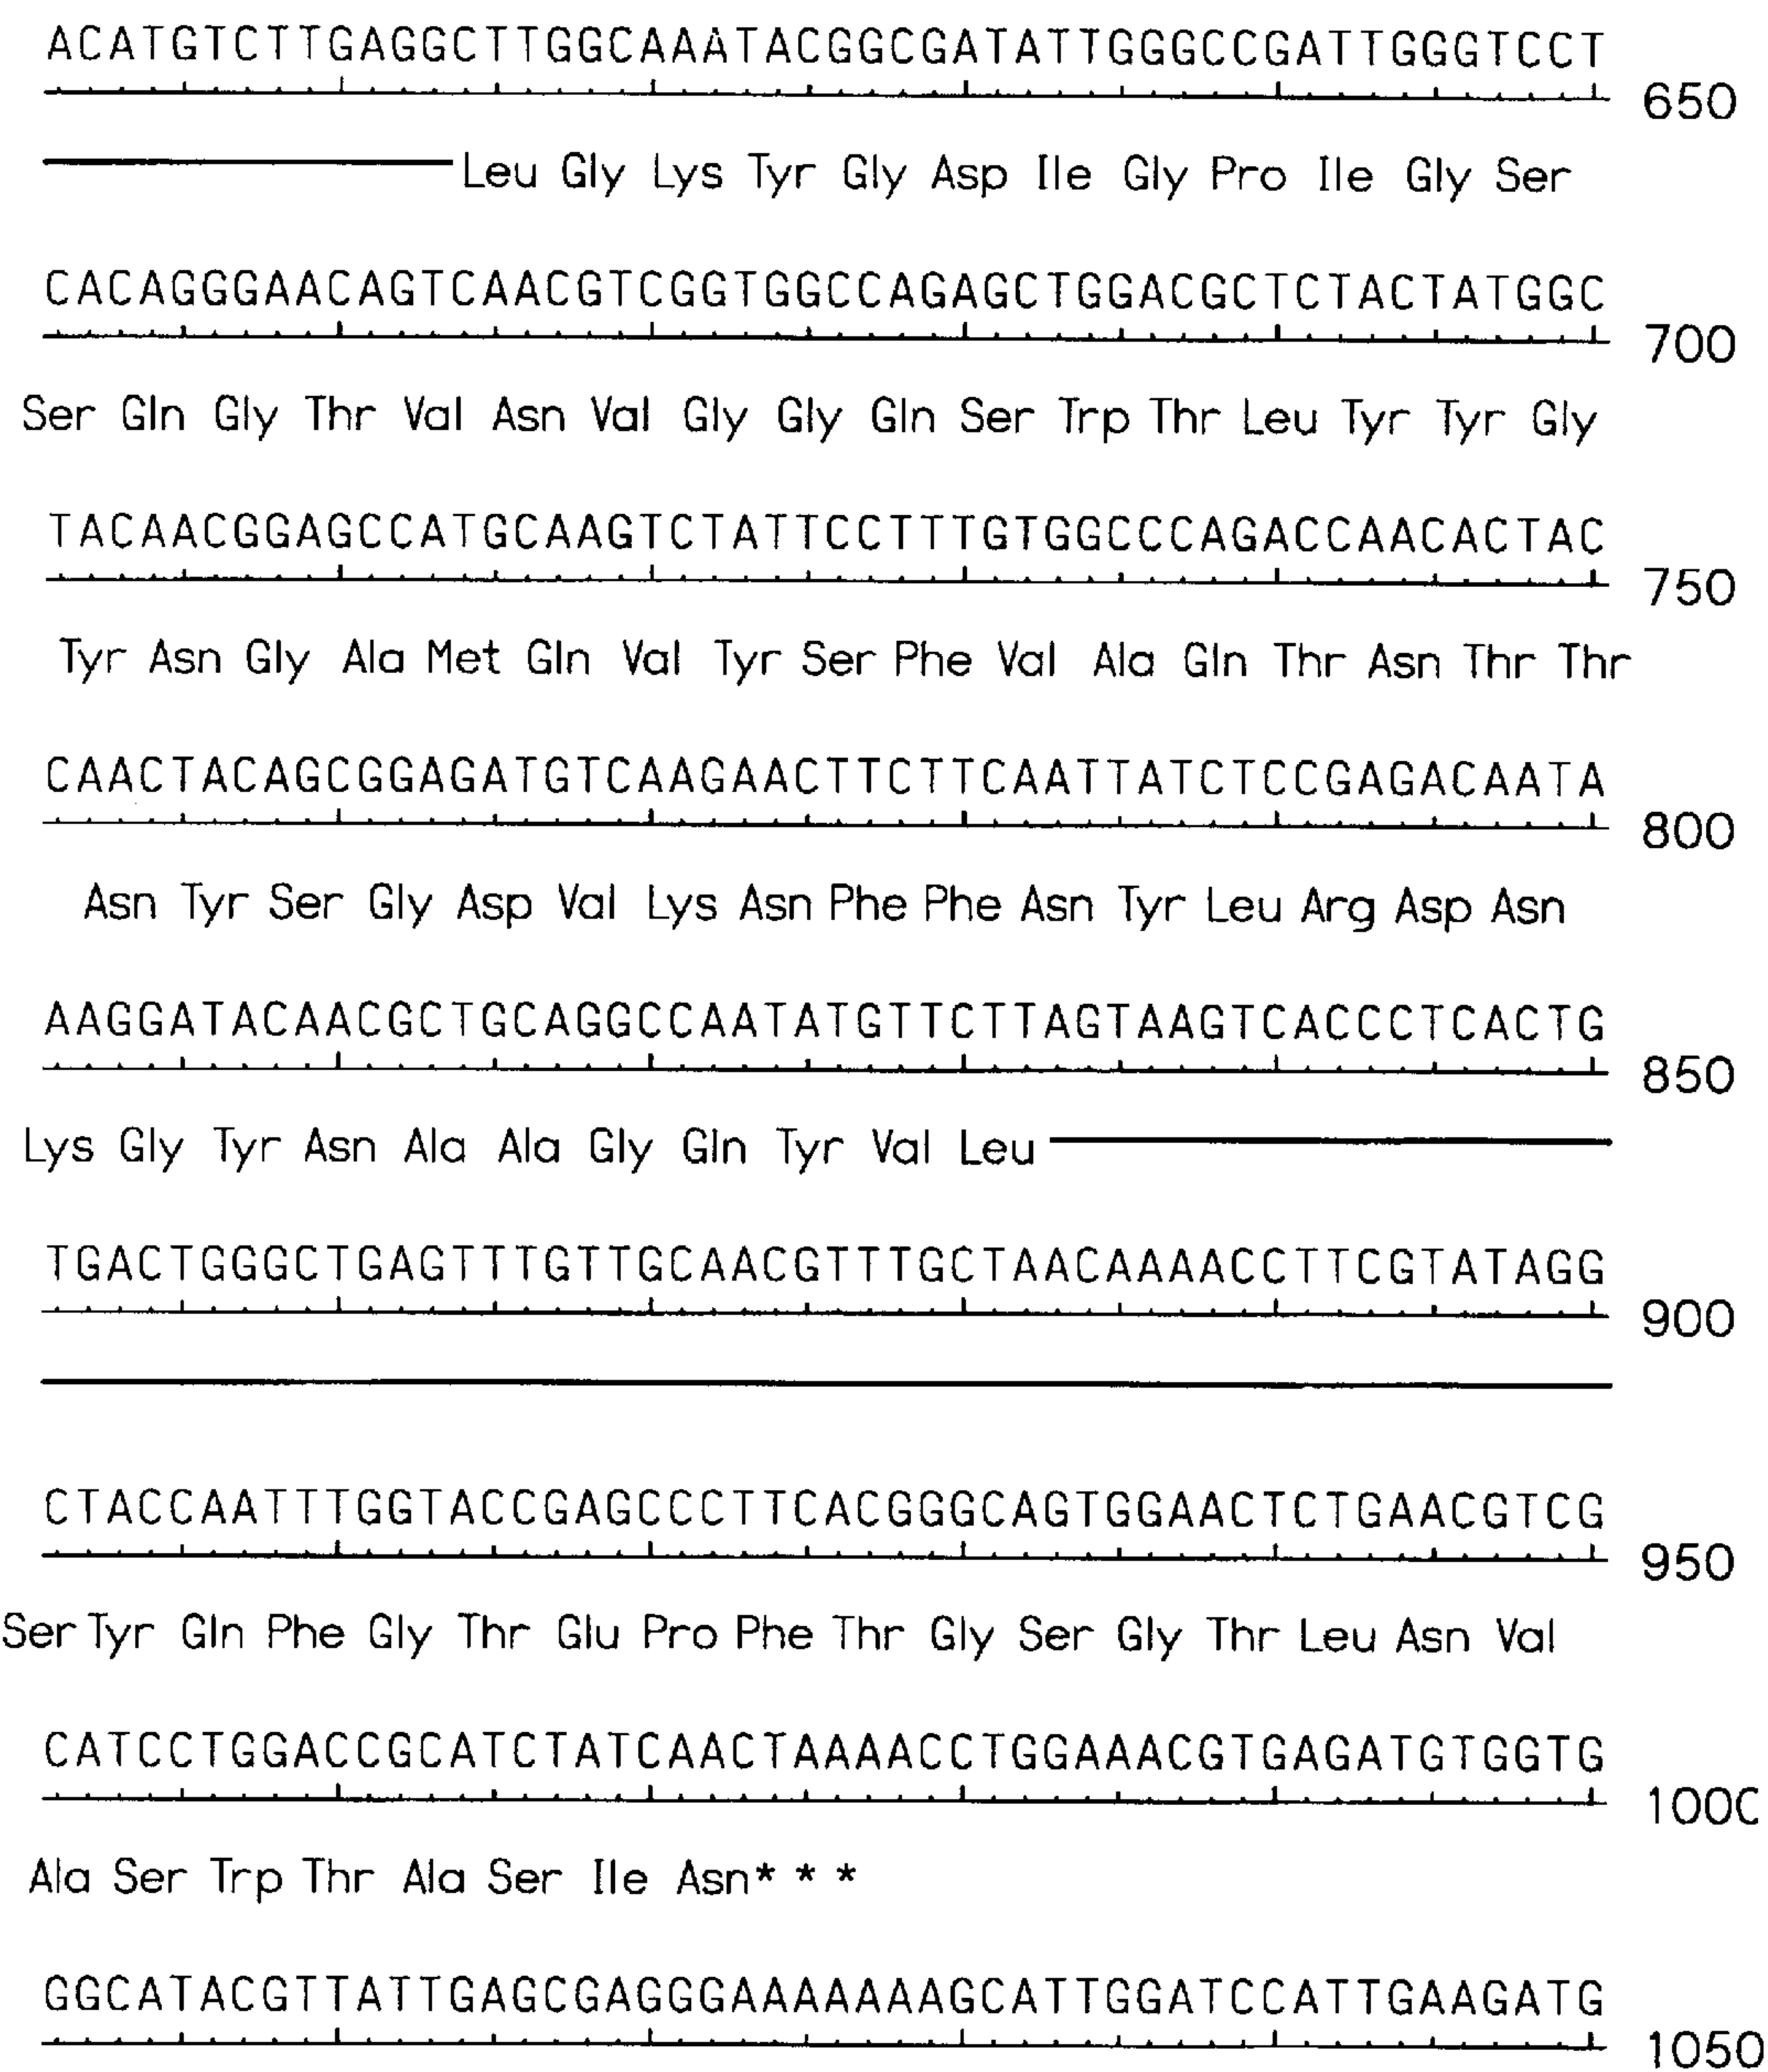 ACATGTCTTGAGGCTTGGCAAATACGGCGATATTGGGCCGATTGGGTCCT
650
Leu Gly Lys Tyr Gly Asp Ile Gly Pro Ile Gly Ser
CACAGGGAACAGTCAACGTCGGTGGCCAGAGCTGGACGCTCTACTATGGC
700
Ser Gln Gly Thr Val Asn Val Gly Gly Gln Ser Trp Thr Leu Tyr Tyr Gly
TACAACGGAGCCATGCAAGTCTATTCCTTTGTGGCCCAGACCAACACTAC
750
Tyr Asn Gly Ala Met Gln Val Tyr Ser Phe Val Ala Gln Thr Asn Thr Thr
CAACTACAGCGGAGATGTCAAGAACTTCTTCAATTATCTCCGAGACAATA
800
Asn Tyr Ser Gly Asp Val Lys Asn Phe Phe Asn Tyr Leu Arg Asp Asn
AAGGATACAACGCTGCAGGCCAATATGTTCTTAGTAAGTCACCCTCACTG
850
Lys Gly Tyr Asn Ala Ala Gly Gln Tyr Val Leu
TGACTGGGCTGAGTTTGTTGCAACGTTTGCTAACAAAACCTTCGTATAGG
900
CTACCAATTTGGTACCGAGCCCTTCACGGGCAGTGGAACTCTGAACGTCG
950
Ser Tyr Gln Phe Gly Thr Glu Pro Phe Thr Gly Ser Gly Thr Leu Asn Val
CATCCTGGACCGCATCTATCAACTAAAACCTGGAAACGTGAGATGTGGTG
100C
Ala Ser Trp Thr Ala Ser Ile Asn* * *
GGCATACGTTATTGAGCGAGGGAAAAAAAGCATTGGATCCATTGAAGATG
1050